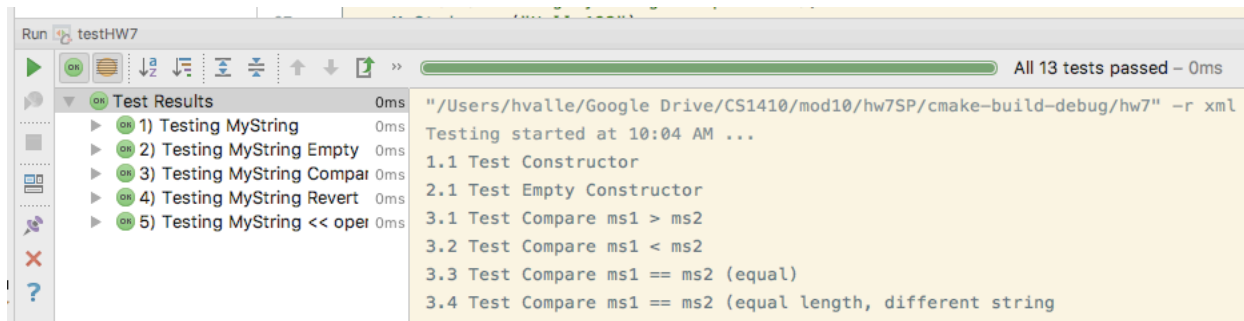 Run testHW7
All 13 tests passed – 0ms
Test Results 0ms
1) Testing MyString 0ms
2) Testing MyString Empty 0ms
3) Testing MyString Compar 0ms
4) Testing MyString Revert 0ms
5) Testing MyString << oper 0ms
"/Users/hvalle/Google Drive/CS1410/mod10/hw7SP/cmake-build-debug/hw7" -r xml
Testing started at 10:04 AM ...
1.1 Test Constructor
2.1 Test Empty Constructor
3.1 Test Compare ms1 > ms2
3.2 Test Compare ms1 < ms2
3.3 Test Compare ms1 == ms2 (equal)
3.4 Test Compare ms1 == ms2 (equal length, different string